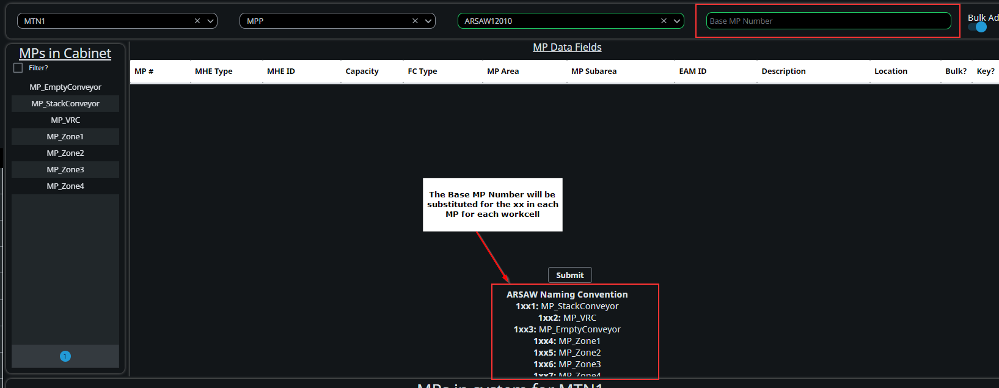 MTN1
MPP
ARSAW12010
Base MP Number
Bulk Ad
MPs in Cabinet
Filter?
MP_EmptyConveyor
MP_StackConveyor
MP_VRC
MP_Zone1
MP_Zone2
MP_Zone3
MP_Zone4
1
MP Data Fields
MP # MHE Type MHE ID Capacity FC Type MP Area MP Subarea EAM ID Description Location Bulk? Key?
The Base MP Number will be
substituted for the xx in each
MP for each workcell
Submit
ARSAW Naming Convention
1xx1: MP_StackConveyor
1xx2: MP_VRC
1xx3: MP_EmptyConveyor
1xx4: MP_Zone1
1xx5: MP_Zone2
1xx6: MP_Zone3
1xx7: MP_Zone4
MPs in system for MTN1